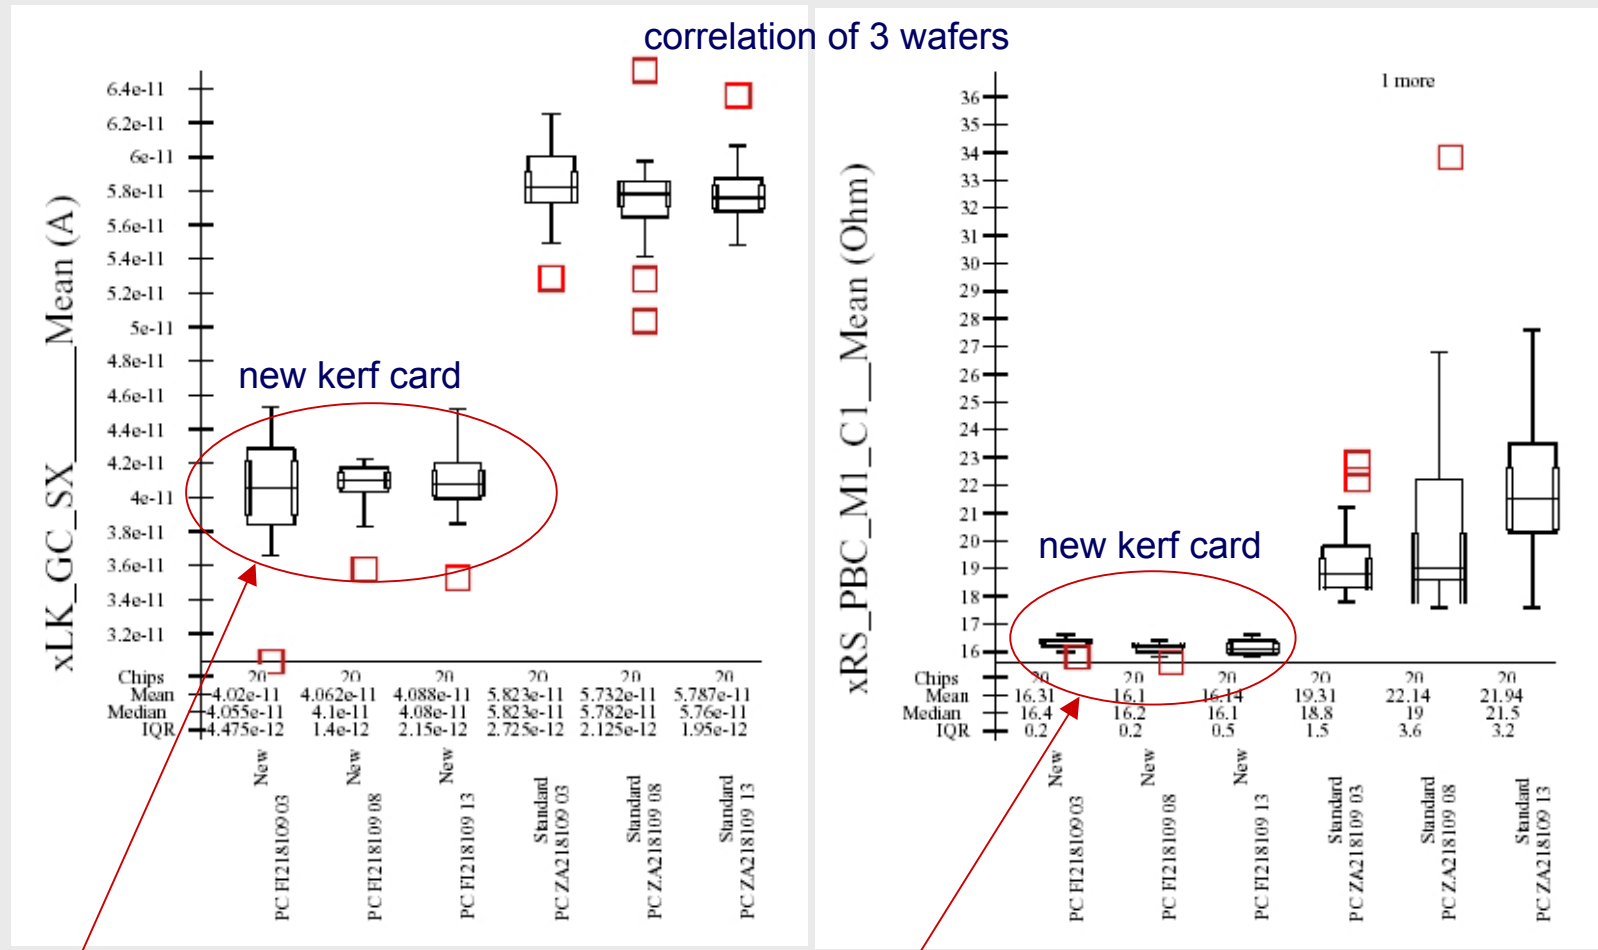 correlation of 3 wafers
xLK_GC_SX____Mean (A)
6.4e-11
6.2e-11
6e-11
5.8e-11
5.6e-11
5.4e-11
5.2e-11
5e-11
4.8e-11
4.6e-11
4.4e-11
4.2e-11
4e-11
3.8e-11
3.6e-11
3.4e-11
3.2e-11
new kerf card
Chips 20 20 20 20 20 20
Mean 4.02e-11 4.062e-11 4.088e-11 5.823e-11 5.732e-11 5.787e-11
Median 4.055e-11 4.1e-11 4.08e-11 5.823e-11 5.782e-11 5.76e-11
IQR 4.475e-12 1.4e-12 2.15e-12 2.725e-12 2.125e-12 1.95e-12
New
PC FI218109 03
New
PC FI218109 08
New
PC FI218109 13
Standard
PC ZA218109 03
Standard
PC ZA218109 08
Standard
PC ZA218109 13
xRS_PBC_M1_C1__Mean (Ohm)
1 more
36
35
34
33
32
31
30
29
28
27
26
25
24
23
22
21
20
19
18
17
16
new kerf card
Chips 20 20 20 20 20 20
Mean 16.31 16.1 16.14 19.31 22.14 21.94
Median 16.4 16.2 16.1 18.8 19 21.5
IQR 0.2 0.2 0.5 1.5 3.6 3.2
New
PC FI218109 03
New
PC FI218109 08
New
PC FI218109 13
Standard
PC ZA218109 03
Standard
PC ZA218109 08
Standard
PC ZA218109 13